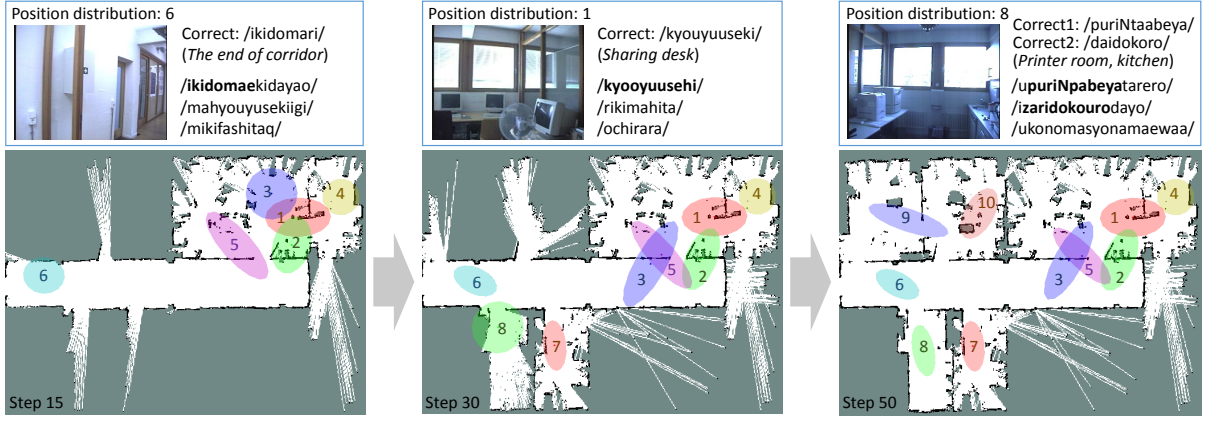 Position distribution: 6
Correct: /ikidomari/
(The end of corridor)
/ikidomaekidayao/
/mahyouyusekiigi/
/mikifashitaq/
Position distribution: 1
Correct: /kyouyuuseki/
(Sharing desk)
/kyooyuusehi/
/rikimahita/
/ochirara/
Position distribution: 8
Correct1: /puriNtaabeya/
Correct2: /daidokoro/
(Printer room, kitchen)
/upuriNpabeyatarero/
/izaridokourodayo/
/ukonomasyonamaewaa/
3
4
1
2
5
6
Step 15
4
1
2
5
3
6
8
7
Step 30
4
10
9
1
2
5
3
6
8
7
Step 50